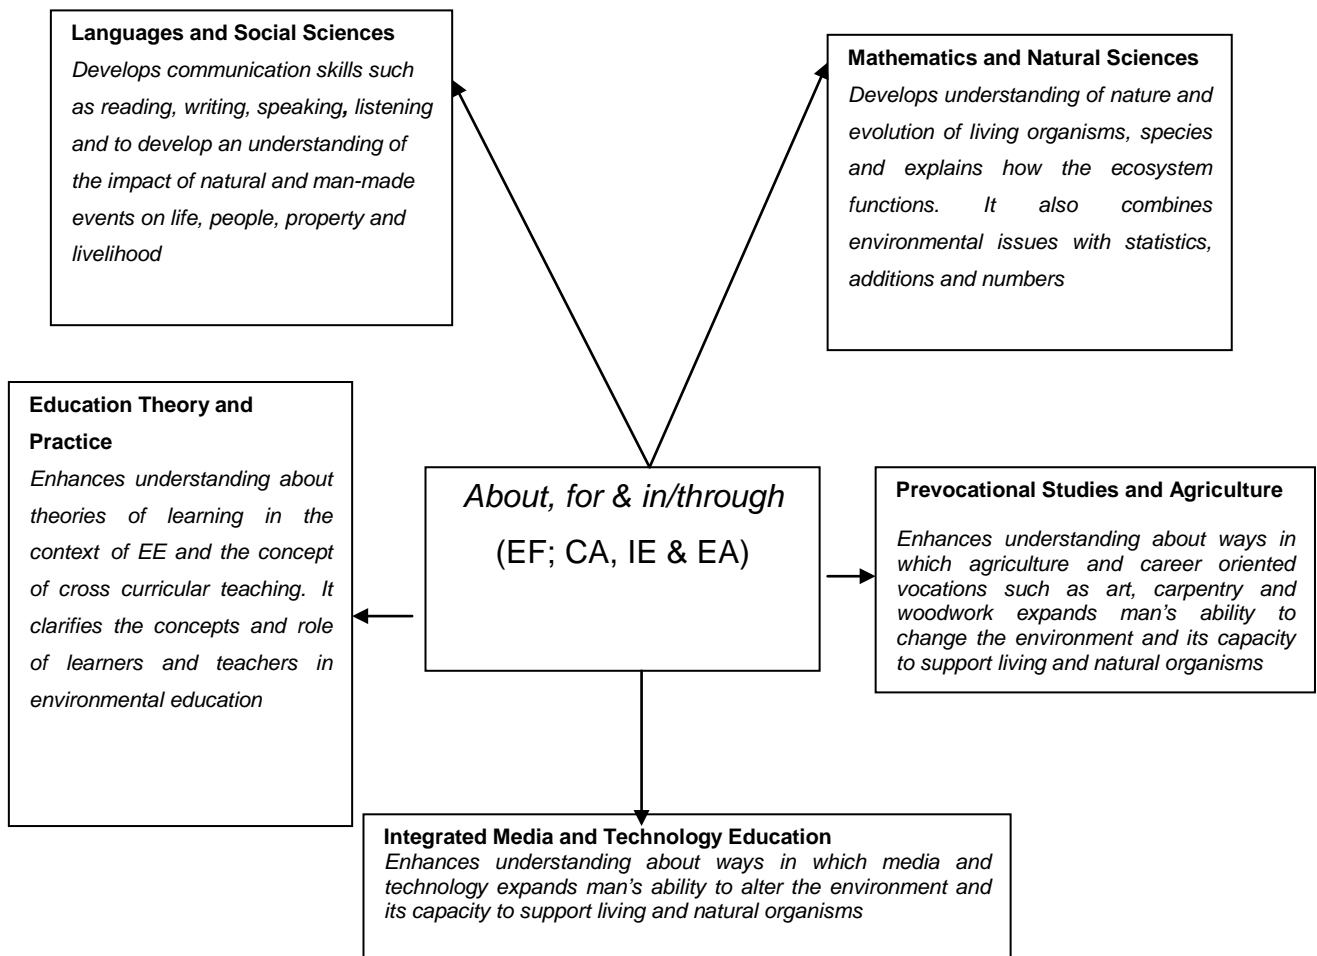 Languages and Social Sciences
Develops communication skills such
as reading, writing, speaking, listening
and to develop an understanding of
the impact of natural and man-made
events on life, people, property and
livelihood
Mathematics and Natural Sciences
Develops understanding of nature and
evolution of living organisms, species
and explains how the ecosystem
functions. It also combines
environmental issues with statistics,
additions and numbers
Education Theory and
Practice
Enhances understanding about
theories of learning in the
context of EE and the concept
of cross curricular teaching. It
clarifies the concepts and role
of learners and teachers in
environmental education
About, for & in/through
(EF; CA, IE & EA)
Prevocational Studies and Agriculture
Enhances understanding about ways in
which agriculture and career oriented
vocations such as art, carpentry and
woodwork expands man's ability to
change the environment and its capacity
to support living and natural organisms
Integrated Media and Technology Education
Enhances understanding about ways in which media and
technology expands man's ability to alter the environment and
its capacity to support living and natural organisms